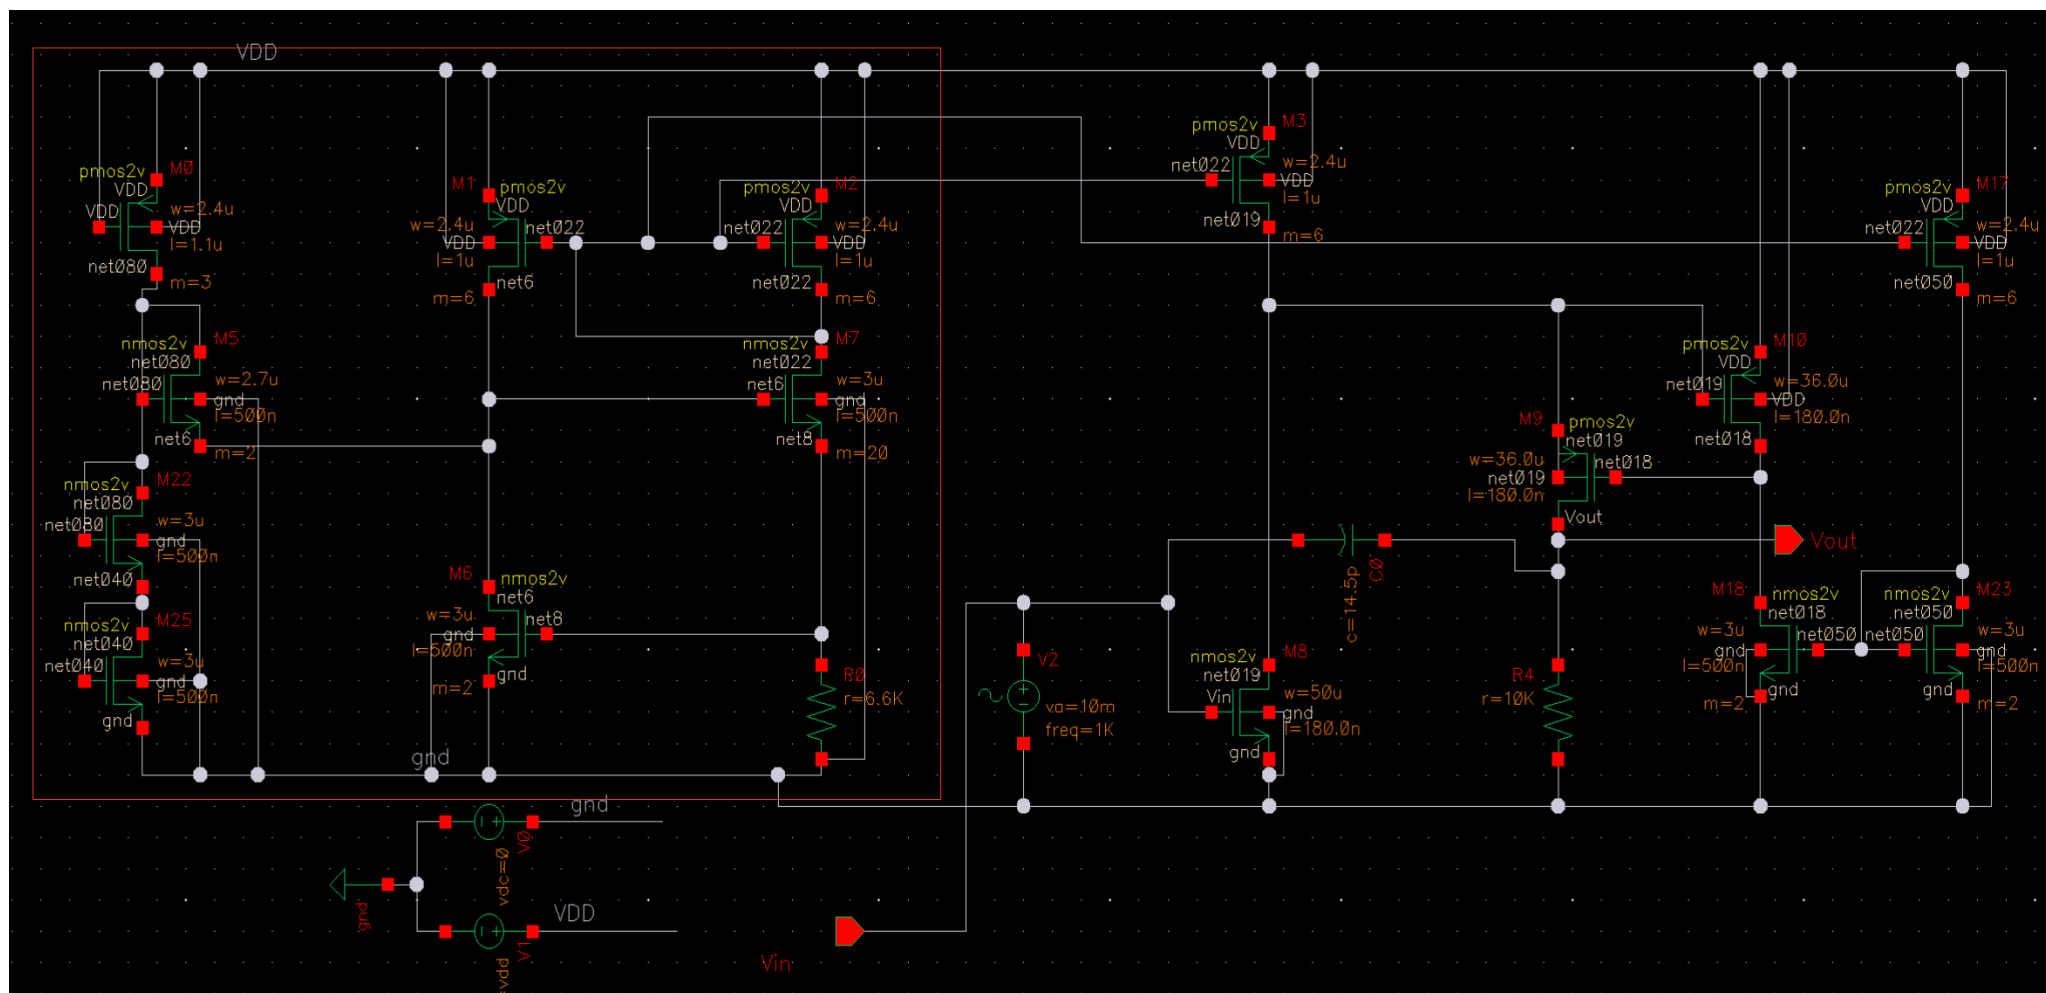 VDD
pmos2v
M0
VDD
VDD
w=2.4u
VDD
l=1.1u
net080
m=3
M1
pmos2v
VDD
w=2.4u
net022
VDD
l=1u
net6
m=6
pmos2v
M2
VDD
w=2.4u
net022
VDD
l=1u
net022
m=6
pmos2v
M3
VDD
net022
w=2.4u
VDD
l=1u
net019
m=6
pmos2v
M17
VDD
net022
w=2.4u
VDD
l=1u
net050
m=6
nmos2v
M5
net080
net080
w=2.7u
gnd
l=500n
net6
m=2
nmos2v
M7
net022
net6
w=3u
gnd
l=500n
net8
m=20
pmos2v
M10
VDD
net019
w=36.0u
VDD
l=180.0n
net018
M9
pmos2v
net019
w=36.0u
net018
net019
l=180.0n
Vout
Vout
nmos2v
M22
net080
net080
w=3u
gnd
l=500n
net040
nmos2v
M25
net040
net040
w=3u
gnd
l=500n
gnd
M6
nmos2v
net6
w=3u
net8
gnd
l=500n
gnd
m=2
R0
r=6.6K
c=14.5p
C0
V2
va=10m
freq=1K
nmos2v
M8
net019
Vin
w=50u
gnd
l=180.0n
gnd
R4
r=10K
M18
nmos2v
net018
w=3u
net050
gnd
l=500n
gnd
m=2
nmos2v
M23
net050
net050
w=3u
gnd
l=500n
gnd
m=2
gnd
gnd
V0
vdc=0
gnd
VDD
V1
=vdd
Vin